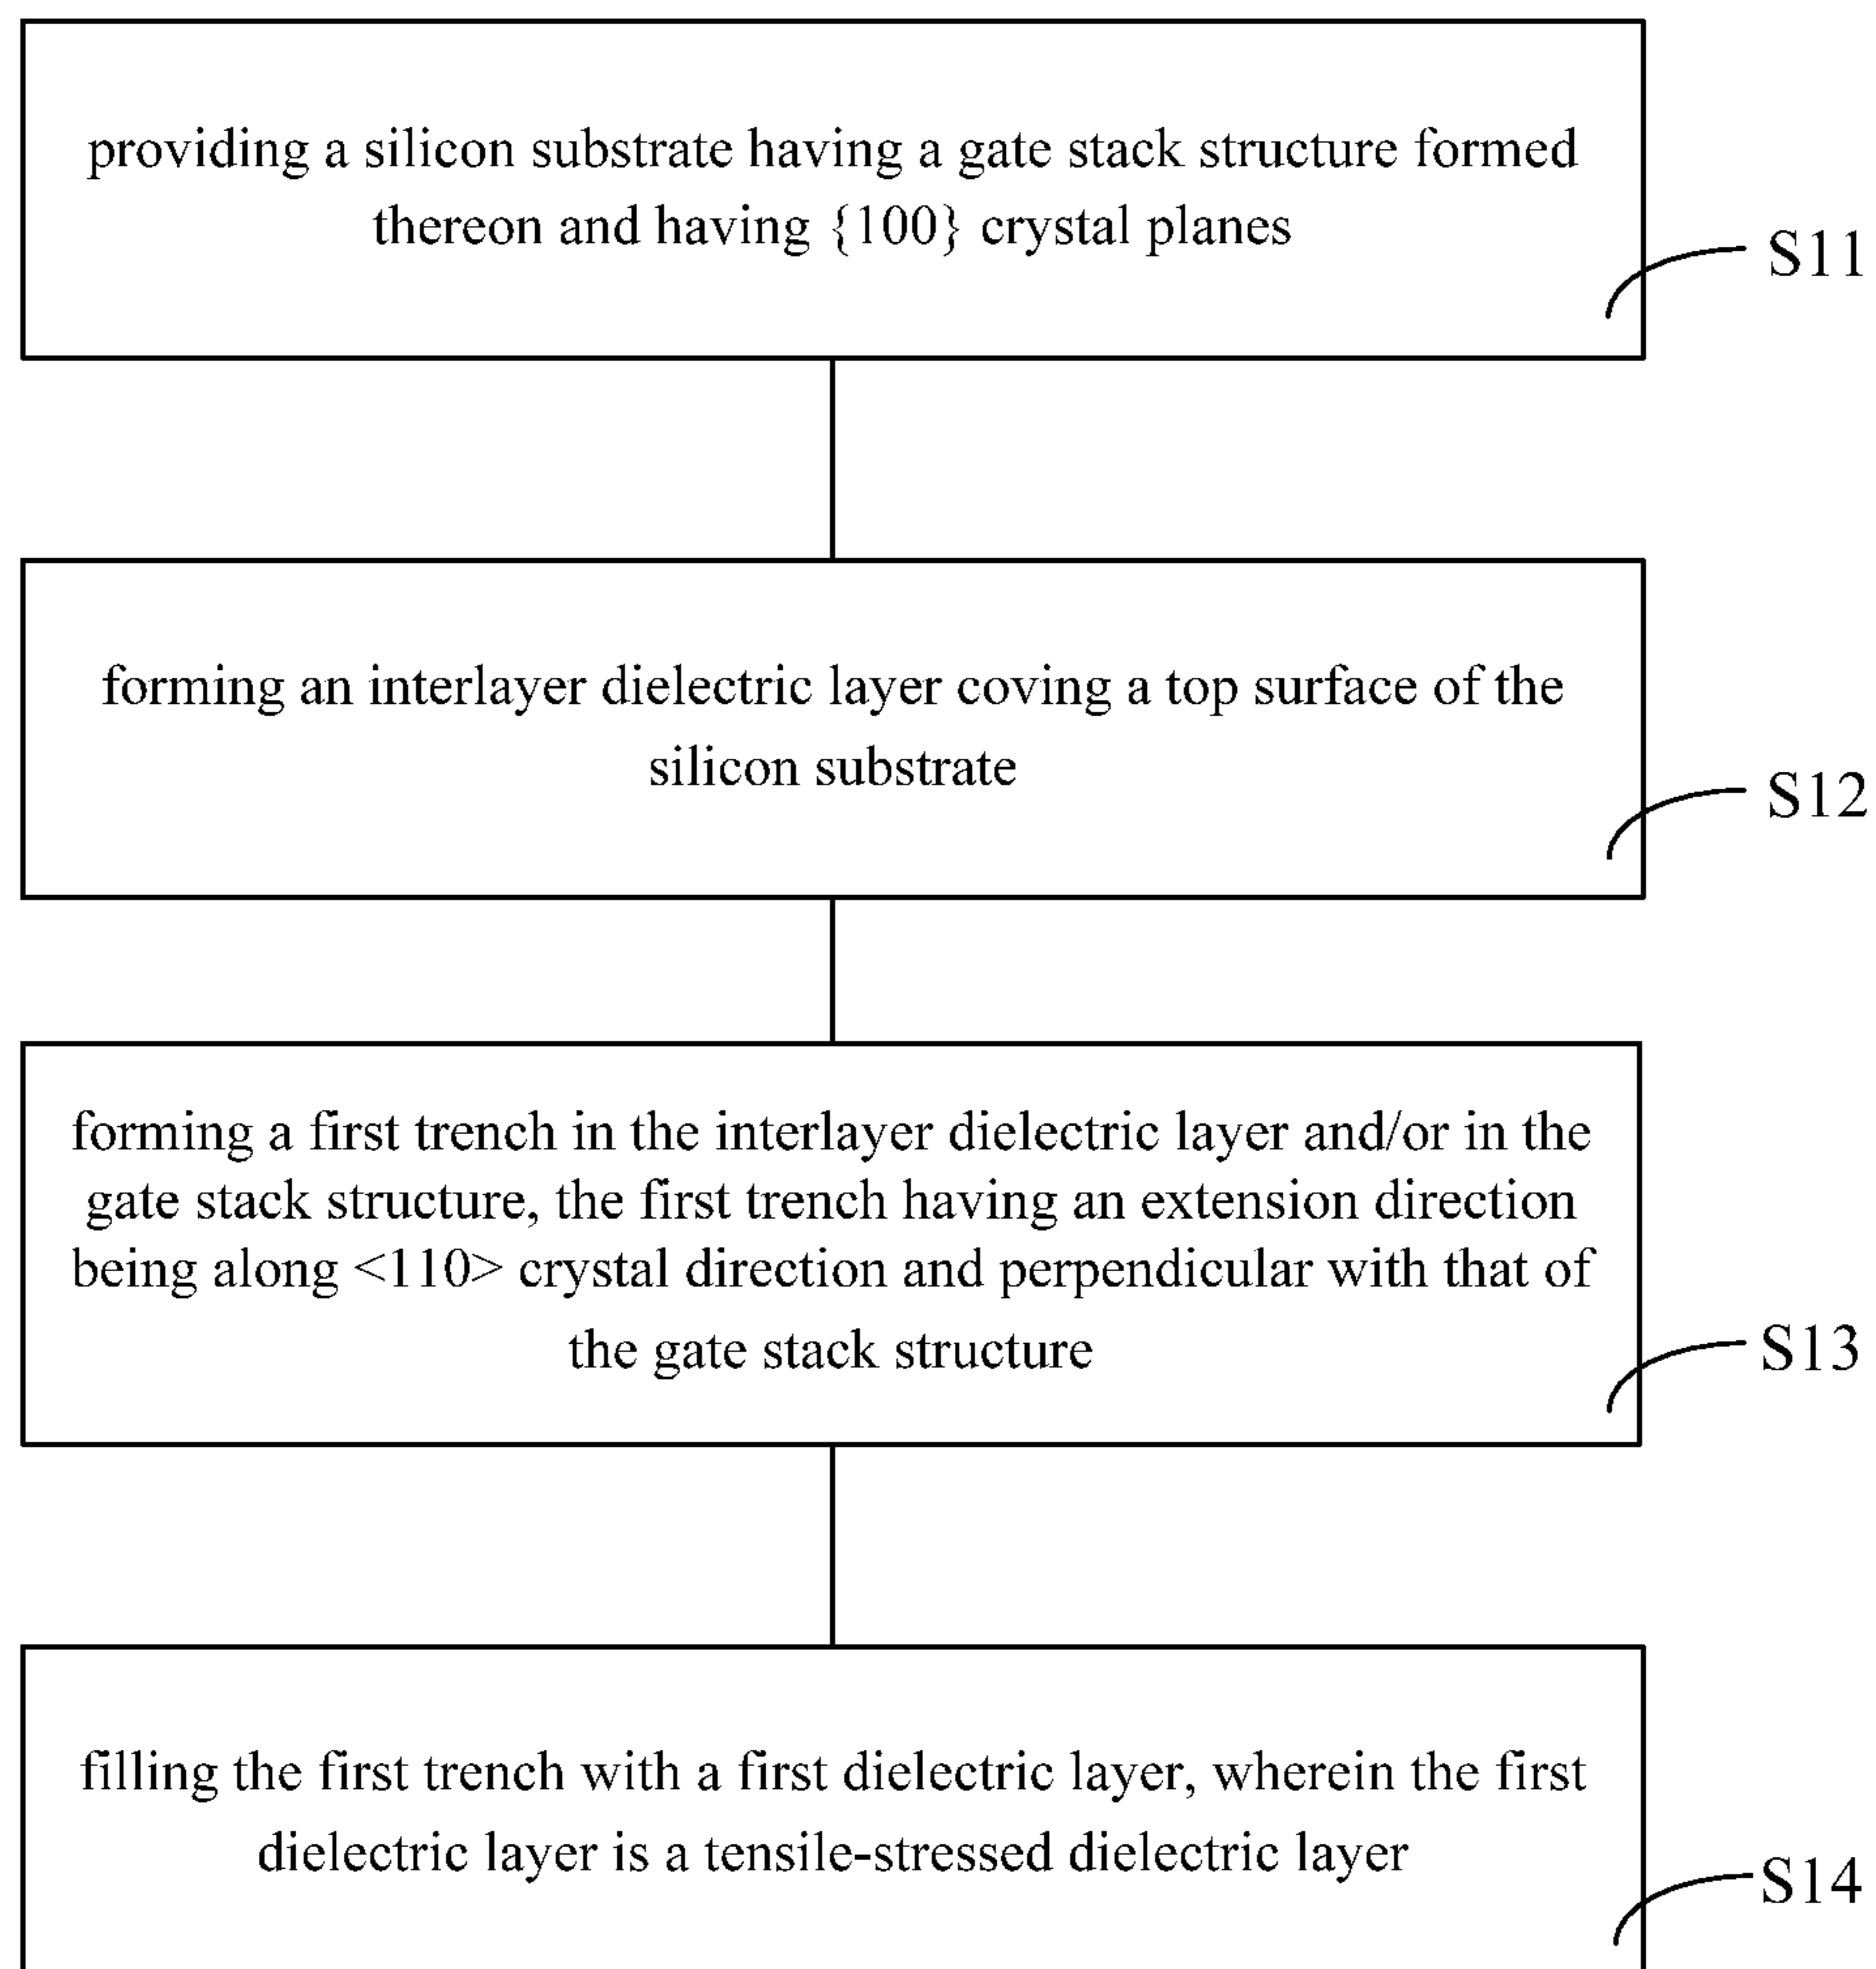 providing a silicon substrate having a gate stack structure formed
thereon and having {100} crystal planes
S11
forming an interlayer dielectric layer coving a top surface of the
silicon substrate
S12
forming a first trench in the interlayer dielectric layer and/or in the
gate stack structure, the first trench having an extension direction
being along <110> crystal direction and perpendicular with that of
the gate stack structure
S13
filling the first trench with a first dielectric layer, wherein the first
dielectric layer is a tensile-stressed dielectric layer
S14